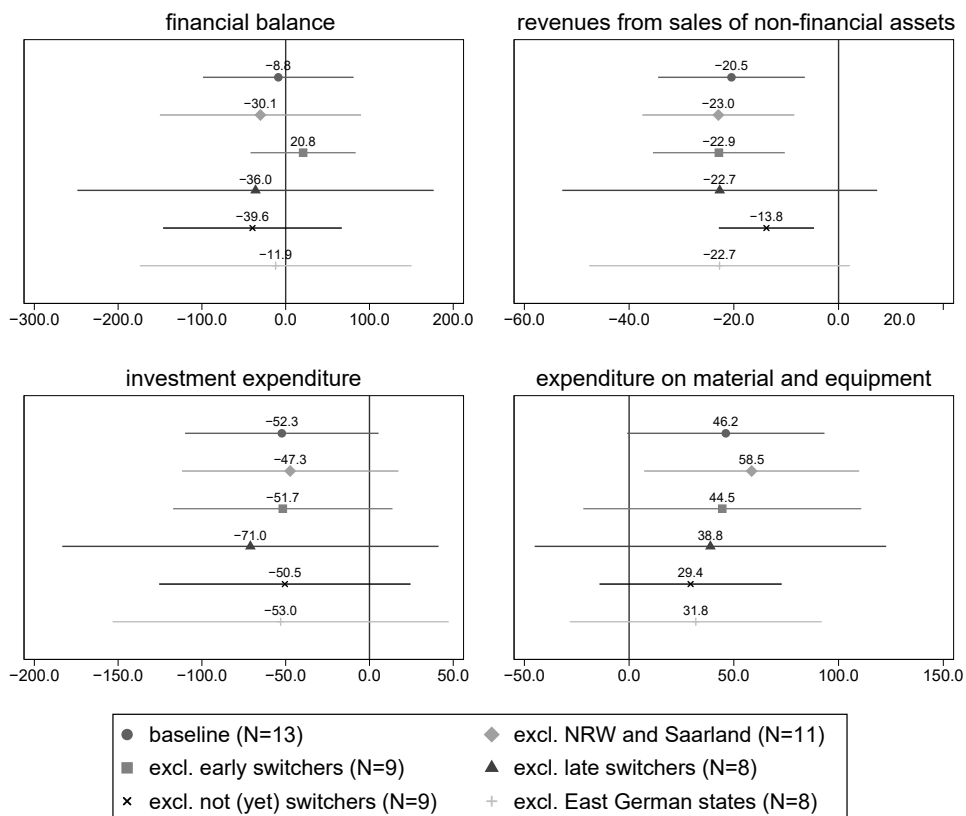 financial balance
−8.8
−30.1
20.8
−36.0
−39.6
−11.9
−300.0 −200.0 −100.0 0.0 100.0 200.0
revenues from sales of non-financial assets
−20.5
−23.0
−22.9
−22.7
−13.8
−22.7
−60.0 −40.0 −20.0 0.0 20.0
investment expenditure
−52.3
−47.3
−51.7
−71.0
−50.5
−53.0
−200.0 −150.0 −100.0 −50.0 0.0 50.0
expenditure on material and equipment
46.2
58.5
44.5
38.8
29.4
31.8
−50.0 0.0 50.0 100.0 150.0
baseline (N=13) excl. NRW and Saarland (N=11)
excl. early switchers (N=9) excl. late switchers (N=8)
excl. not (yet) switchers (N=9) excl. East German states (N=8)